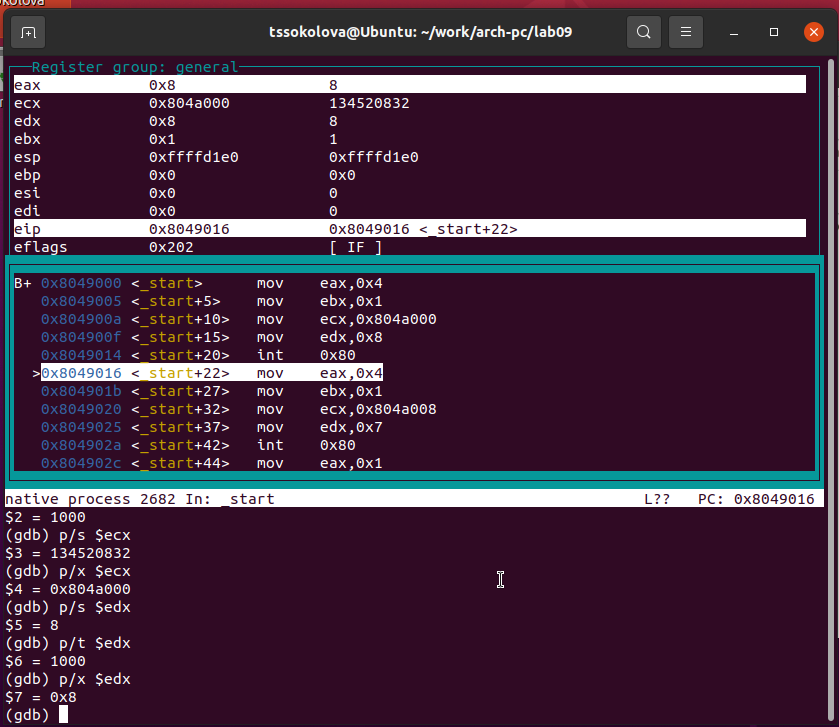 okolova
tssokolova@Ubuntu: ~/work/arch-pc/lab09
Register group: general
eax 0x8 8
ecx 0x804a000 134520832
edx 0x8 8
ebx 0x1 1
esp 0xffffd1e0 0xffffd1e0
ebp 0x0 0x0
esi 0x0 0
edi 0x0 0
eip 0x8049016 0x8049016 <_start+22>
eflags 0x202 [ IF ]
B+ 0x8049000 <_start> mov eax,0x4
0x8049005 <_start+5> mov ebx,0x1
0x804900a <_start+10> mov ecx,0x804a000
0x804900f <_start+15> mov edx,0x8
0x8049014 <_start+20> int 0x80
>0x8049016 <_start+22> mov eax,0x4
0x804901b <_start+27> mov ebx,0x1
0x8049020 <_start+32> mov ecx,0x804a008
0x8049025 <_start+37> mov edx,0x7
0x804902a <_start+42> int 0x80
0x804902c <_start+44> mov eax,0x1
native process 2682 In: _start L?? PC: 0x8049016
$2 = 1000
(gdb) p/s $ecx
$3 = 134520832
(gdb) p/x $ecx
$4 = 0x804a000
(gdb) p/s $edx
$5 = 8
(gdb) p/t $edx
$6 = 1000
(gdb) p/x $edx
$7 = 0x8
(gdb)